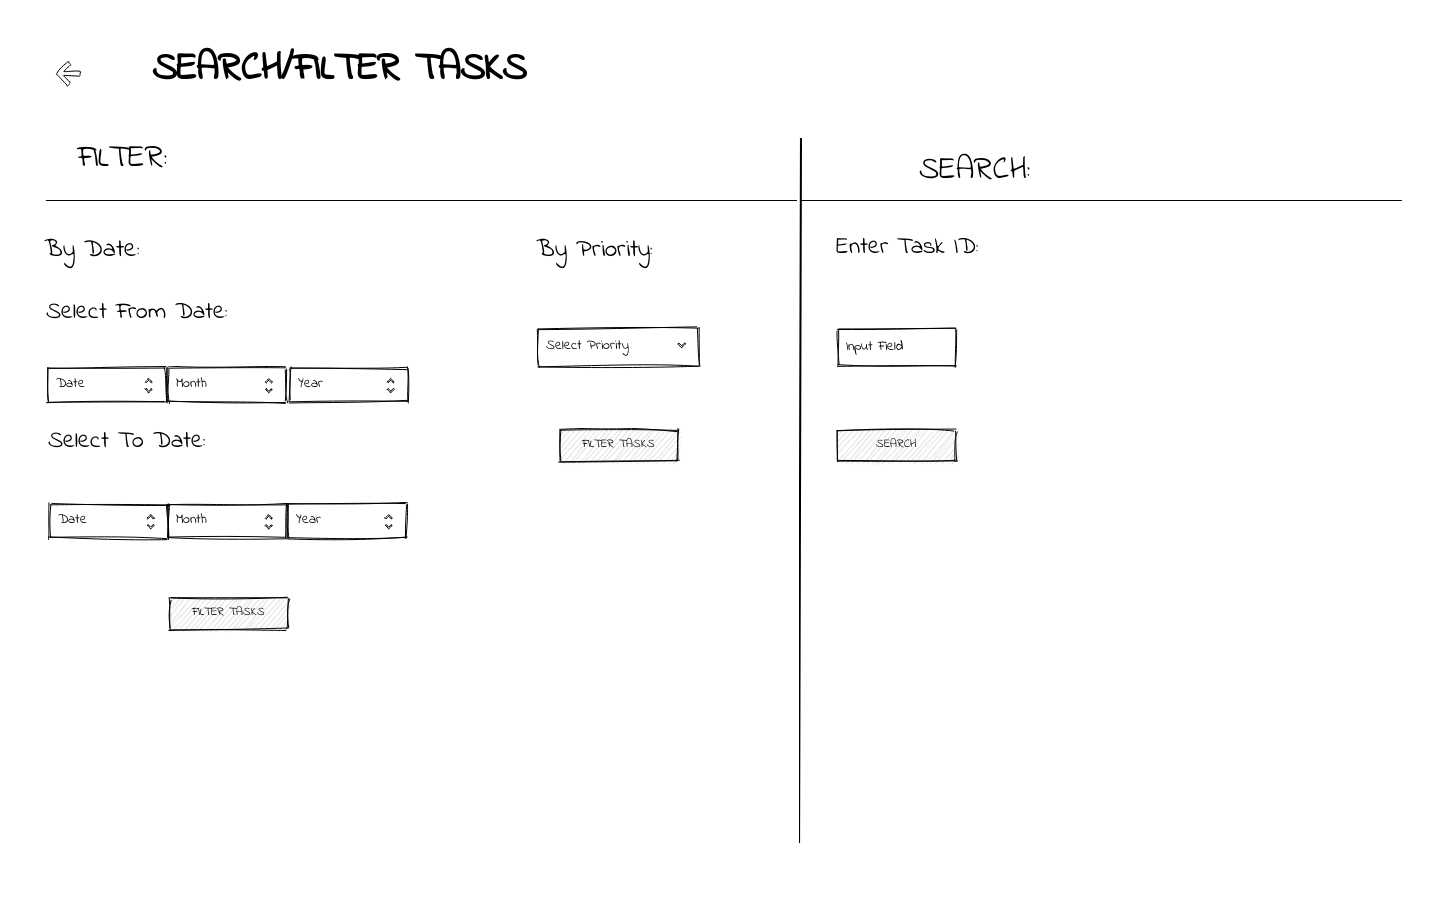 SEARCH/FILTER TASKS
FILTER:
By Date:
Select From Date:
Date
Month
Year
Select To Date:
Date
Month
Year
FILTER TASKS
By Priority:
Select Priority
FILTER TASKS
SEARCH:
Enter Task ID:
Input Field
SEARCH